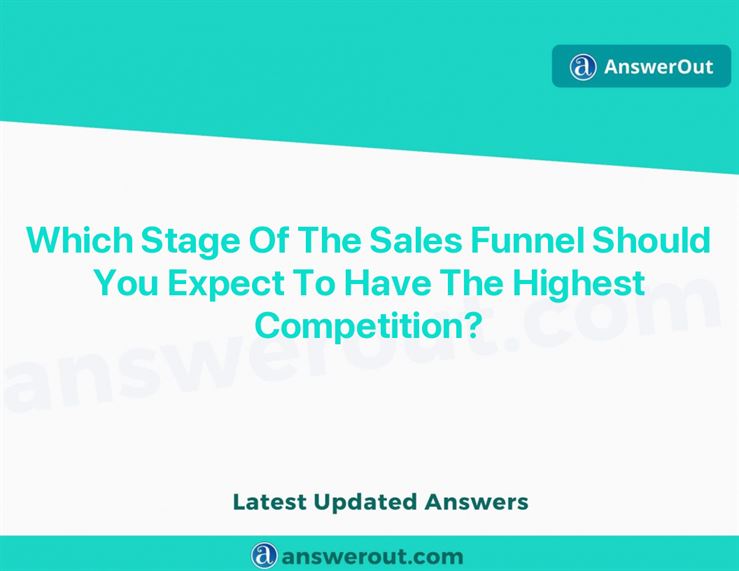 AnswerOut
Which Stage Of The Sales Funnel Should
You Expect To Have The Highest
Competition?
answerout.com
Latest Updated Answers
answerout.com